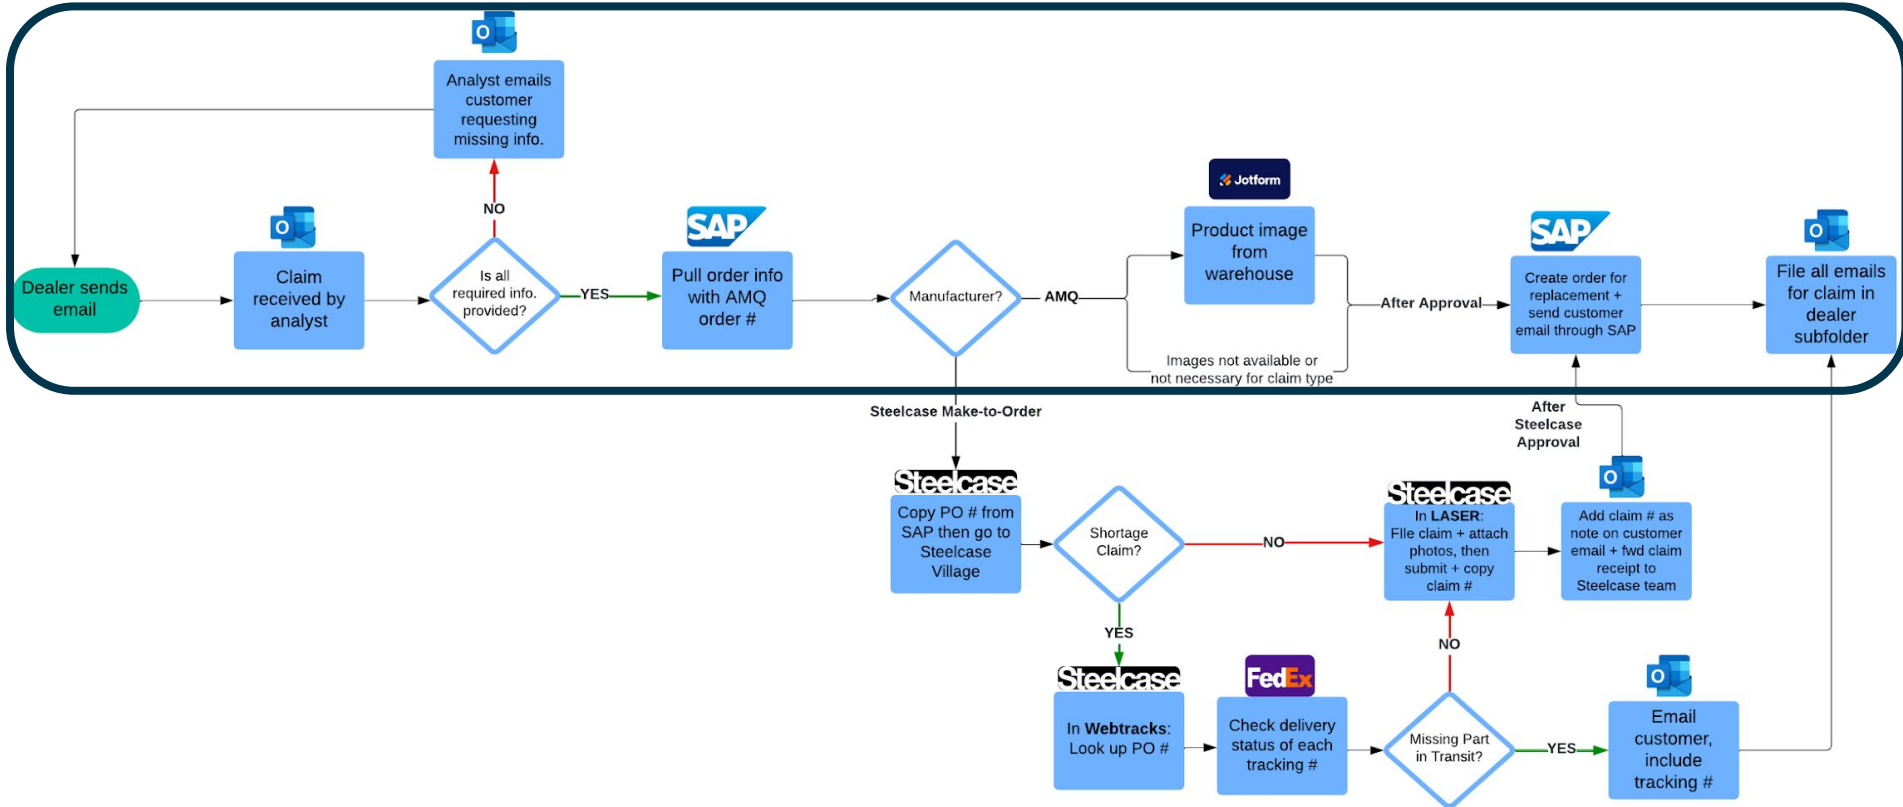 O
Analyst emails
customer
requesting
missing info.
NO
Dealer sends
email
O
Claim
received by
analyst
Is all
required info.
provided?
YES
SAP
Pull order info
with AMQ
order #
Manufacturer?
AMQ
Jotform
Product image
from
warehouse
Images not available or
not necessary for claim type
After Approval
SAP
Create order for
replacement +
send customer
email through SAP
O
File all emails
for claim in
dealer
subfolder
Steelcase Make-to-Order
Steelcase
Copy PO # from
SAP then go to
Steelcase
Village
Shortage
Claim?
NO
Steelcase
In LASER:
FIle claim + attach
photos, then
submit + copy
claim #
After
Steelcase
Approval
O
Add claim # as
note on customer
email + fwd claim
receipt to
Steelcase team
YES
Steelcase
In Webtracks:
Look up PO #
FedEx
Check delivery
status of each
tracking #
NO
Missing Part
in Transit?
YES
O
Email
customer,
include
tracking #